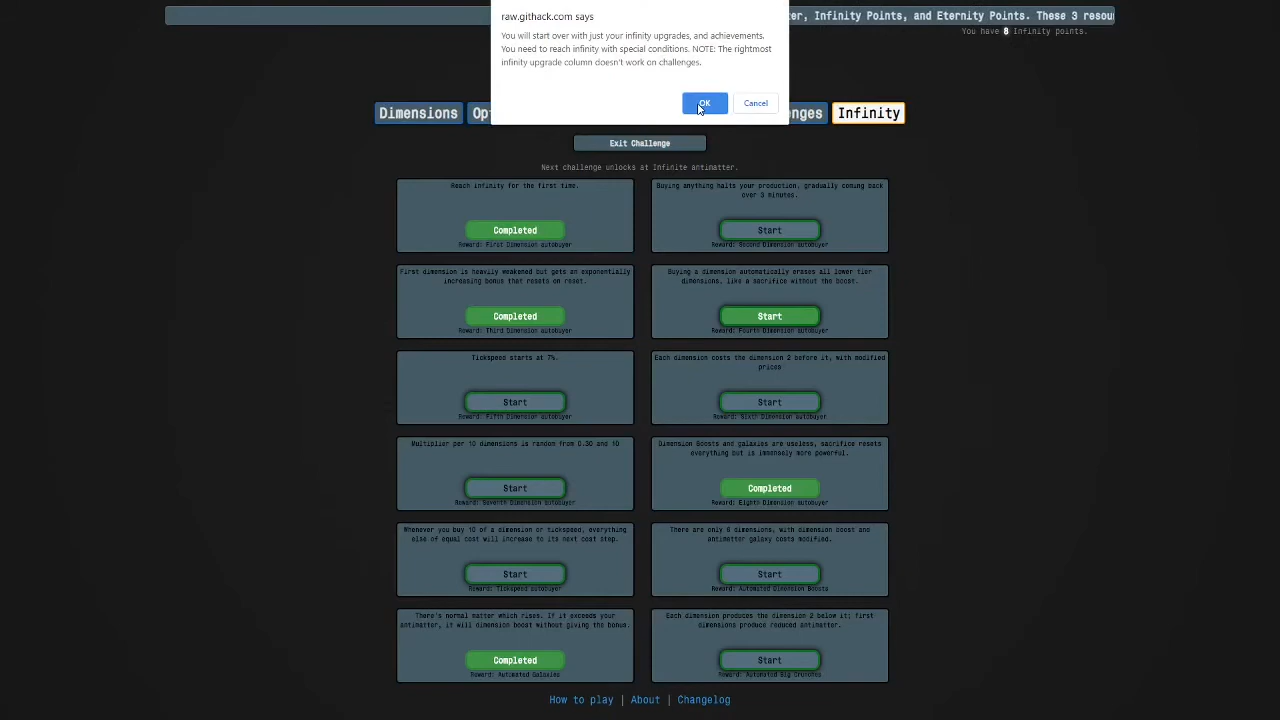 raw.githack.com says
er, Infinity Points, and Eternity Points. These 3 resou
You will start over with just your infinity upgrades, and achievements.
You need to reach infinity with special conditions. NOTE: The rightmost
infinity upgrade column doesn't work on challenges.
You have 8 Infinity points.
OK
Cancel
Dimensions
Op
nges
Infinity
Exit Challenge
Next challenge unlocks at Infinite antimatter.
Reach infinity for the first time.
Completed
Reward: First Dimension autobuyer
Buying anything halts your production, gradually coming back
over 3 minutes.
Start
Reward: Second Dimension autobuyer
First dimension is heavily weakened but gets an exponentially
increasing bonus that resets on reset.
Completed
Reward: Third Dimension autobuyer
Buying a dimension automatically erases all lower tier
dimensions, like a sacrifice without the boost.
Start
Reward: Fourth Dimension autobuyer
Tickspeed starts at 7%.
Start
Reward: Fifth Dimension autobuyer
Each dimension costs the dimension 2 before it, with modified
prices
Start
Reward: Sixth Dimension autobuyer
Multiplier per 10 dimensions is random from 0.30 and 10
Start
Reward: Seventh Dimension autobuyer
Dimension Boosts and galaxies are useless, sacrifice resets
everything but is immensely more powerful.
Completed
Reward: Eighth Dimension autobuyer
Whenever you buy 10 of a dimension or tickspeed, everything
else of equal cost will increase to its next cost step.
Start
Reward: Tickspeed autobuyer
There are only 6 dimensions, with dimension boost and
antimatter galaxy costs modified.
Start
Reward: Automated Dimension Boosts
There's normal matter which rises. If it exceeds your
antimatter, it will dimension boost without giving the bonus.
Completed
Reward: Automated Galaxies
Each dimension produces the dimension 2 below it; first
dimensions produce reduced antimatter.
Start
Reward: Automated Big Crunches
How to play | About | Changelog